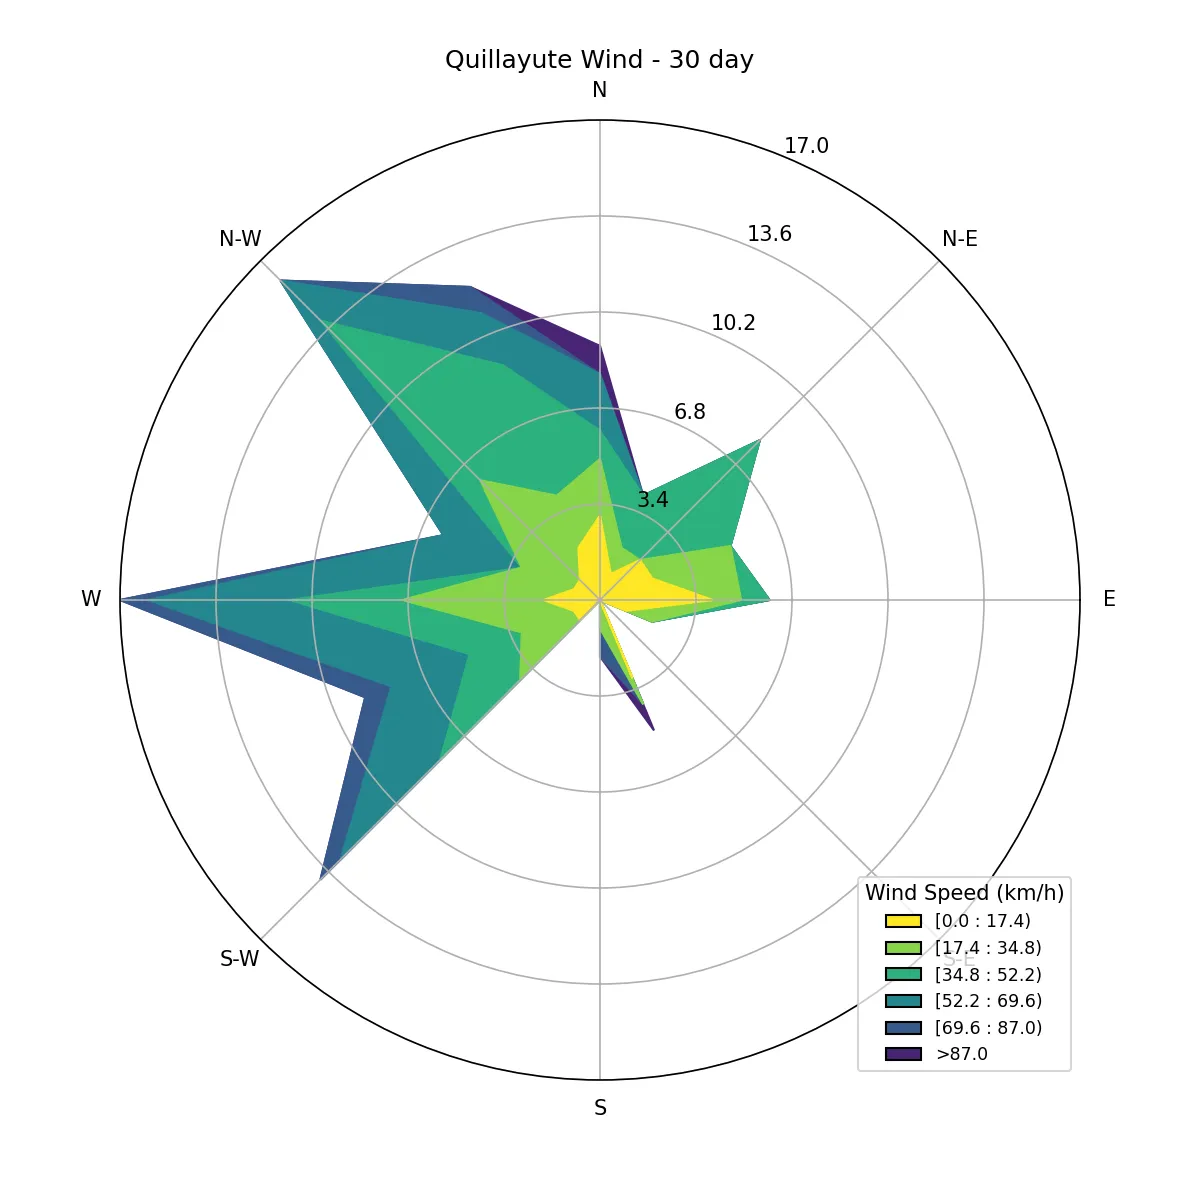 Quillayute Wind - 30 day
N
17.0
13.6
N-W
N-E
10.2
6.8
3.4
W
E
Wind Speed (km/h)
[0.0 : 17.4)
[17.4 : 34.8)
S-W
S-E
[34.8 : 52.2)
[52.2 : 69.6)
[69.6 : 87.0)
>87.0
S